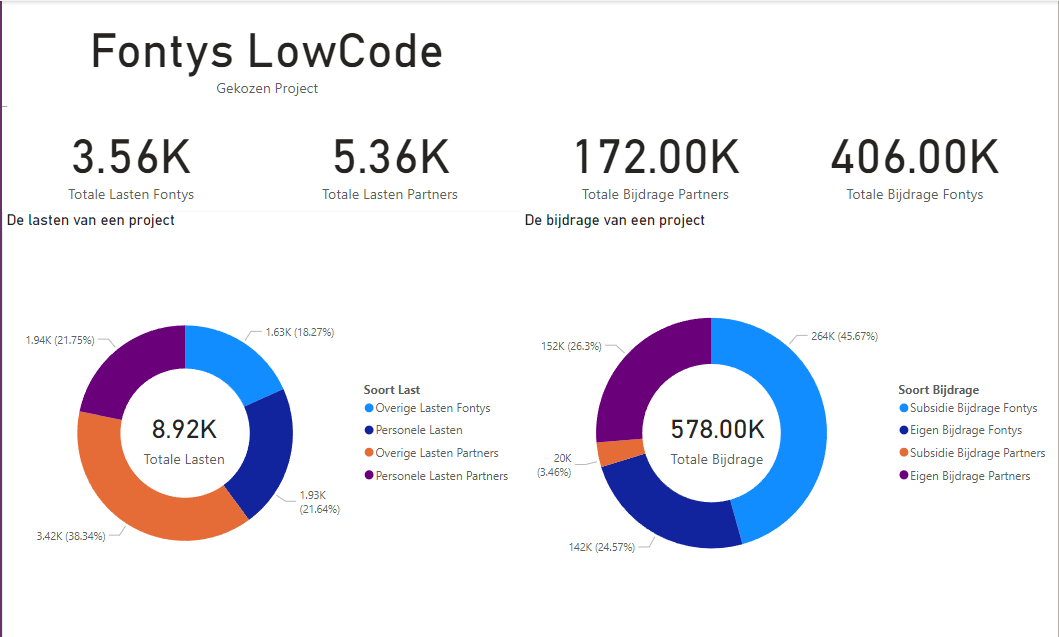 Fontys LowCode
Gekozen Project
3.56K
Totale Lasten Fontys
5.36K
Totale Lasten Partners
172.00K
Totale Bijdrage Partners
406.00K
Totale Bijdrage Fontys
De lasten van een project
1.94K (21.75%)
1.63K (18.27%)
8.92K
Totale Lasten
1.93K
(21.64%)
3.42K (38.34%)
Soort Last
Overige Lasten Fontys
Personele Lasten
Overige Lasten Partners
Personele Lasten Partners
De bijdrage van een project
152K (26.3%)
264K (45.67%)
578.00K
Totale Bijdrage
20K
(3.46%)
142K (24.57%)
Soort Bijdrage
Subsidie Bijdrage Fontys
Eigen Bijdrage Fontys
Subsidie Bijdrage Partners
Eigen Bijdrage Partners